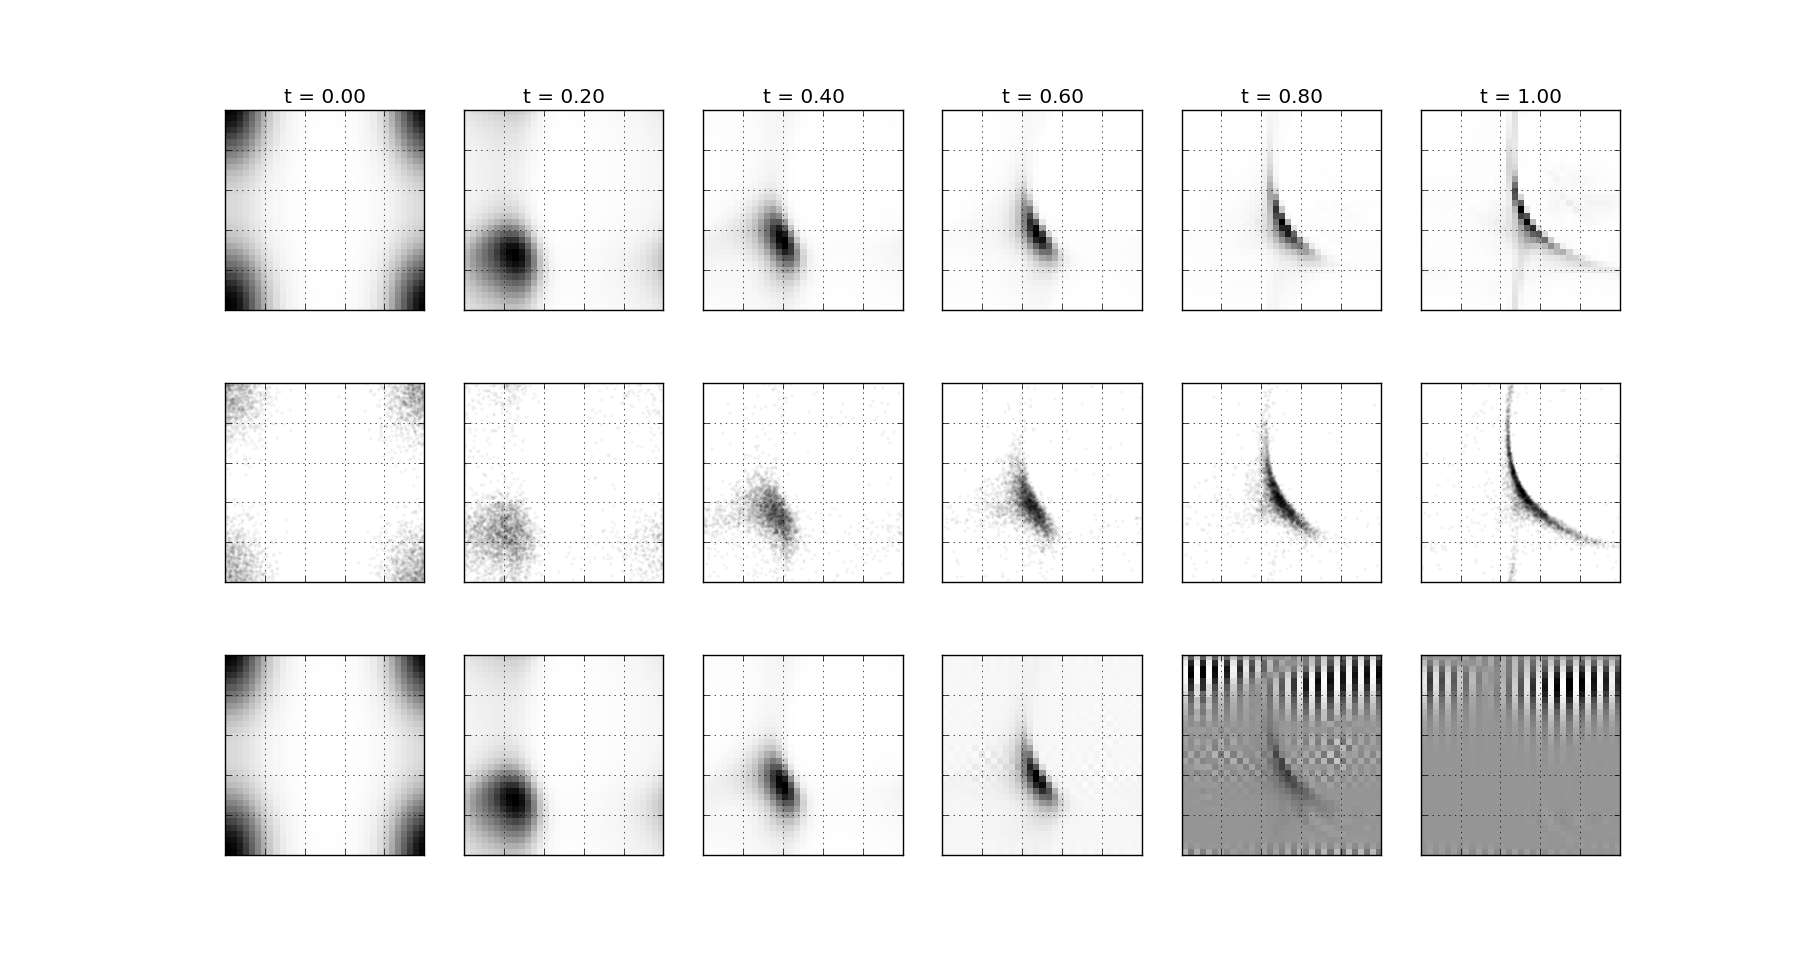 t = 0.00
t = 0.20
t = 0.40
t = 0.60
t = 0.80
t = 1.00